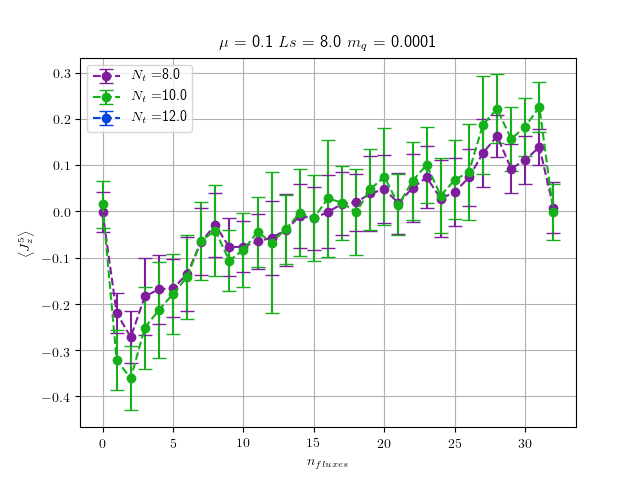 μ = 0.1 Ls = 8.0 m_q = 0.0001
N_t =8.0
N_t =10.0
N_t =12.0
⟨J_z^5⟩
0.3
0.2
0.1
0.0
−0.1
−0.2
−0.3
−0.4
0 5 10 15 20 25 30
n_{fluxes}